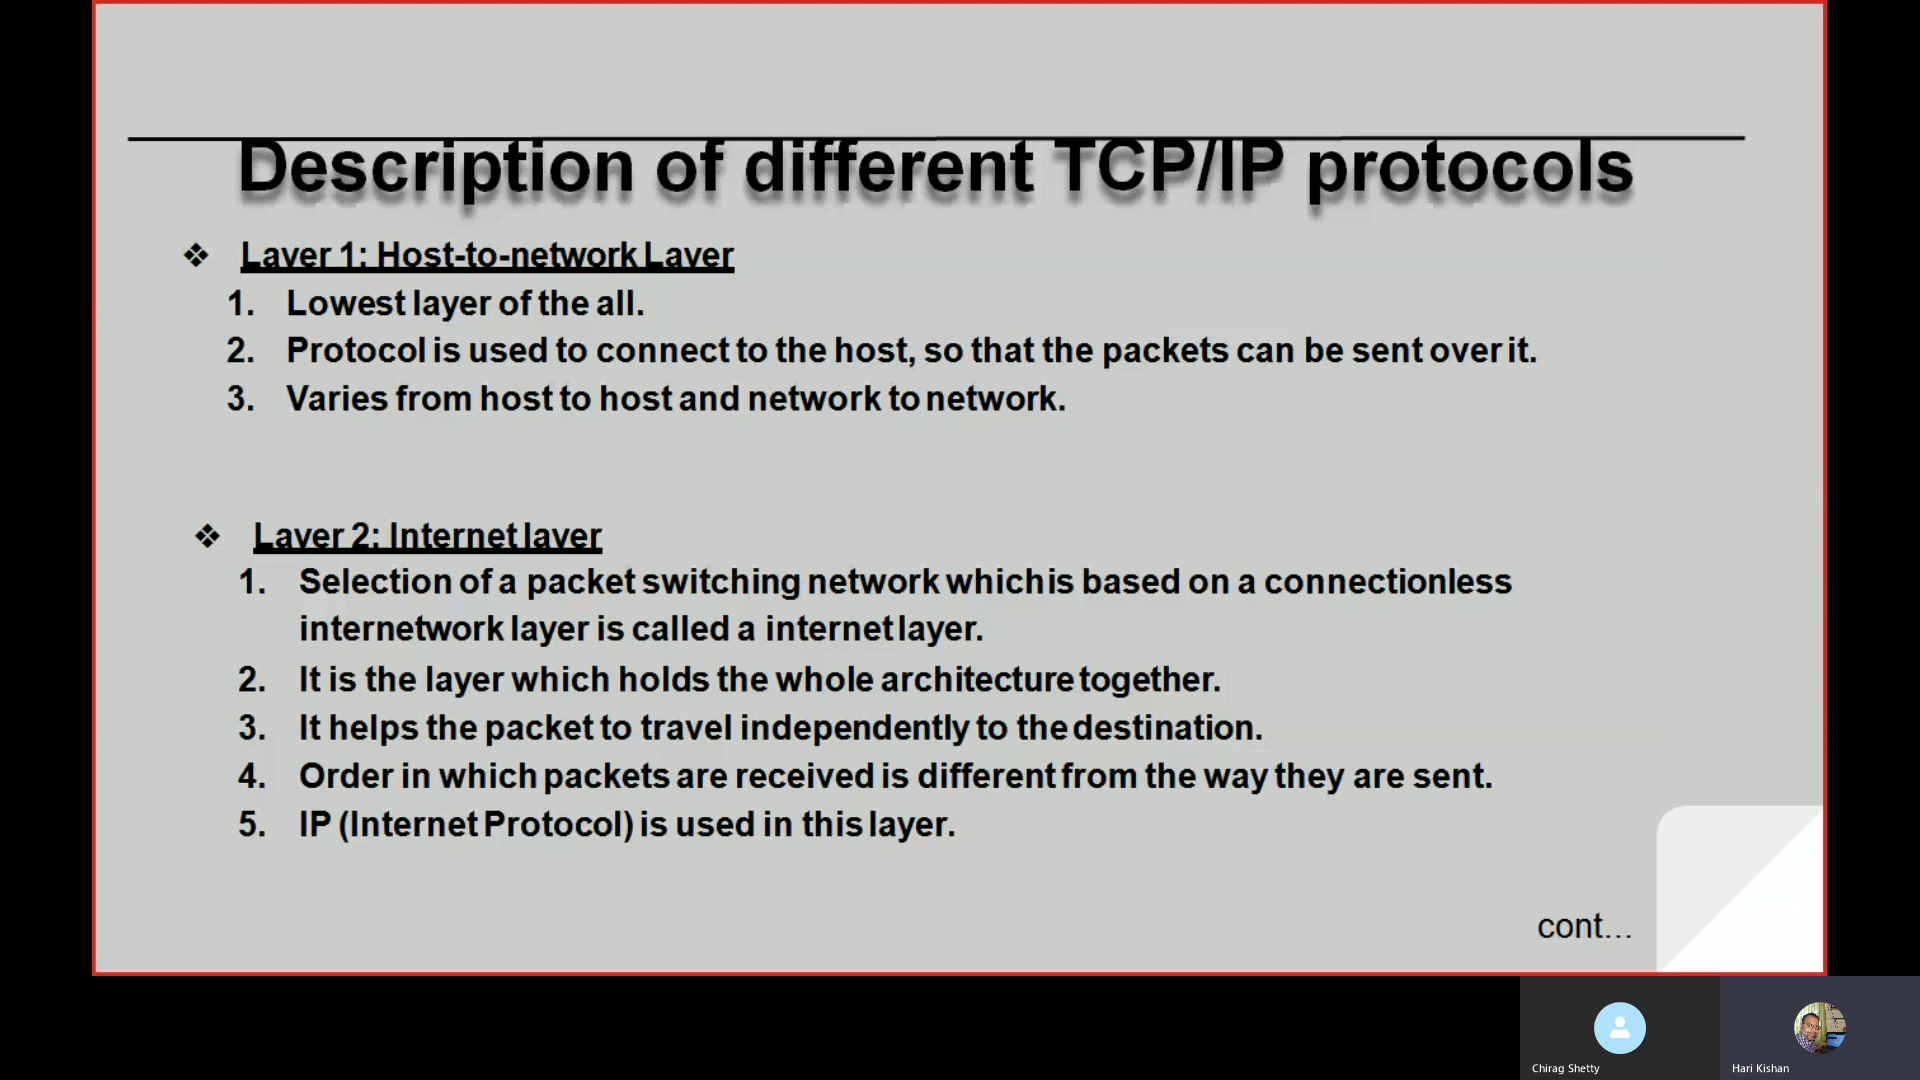 Description of different TCP/IP protocols
❖ Layer 1: Host-to-network Layer
1. Lowest layer of the all.
2. Protocol is used to connect to the host, so that the packets can be sent over it.
3. Varies from host to host and network to network.
❖ Layer 2: Internet layer
1. Selection of a packet switching network which is based on a connectionless
internetwork layer is called a internet layer.
2. It is the layer which holds the whole architecture together.
3. It helps the packet to travel independently to the destination.
4. Order in which packets are received is different from the way they are sent.
5. IP (Internet Protocol) is used in this layer.
cont...
Chirag Shetty
Hari Kishan